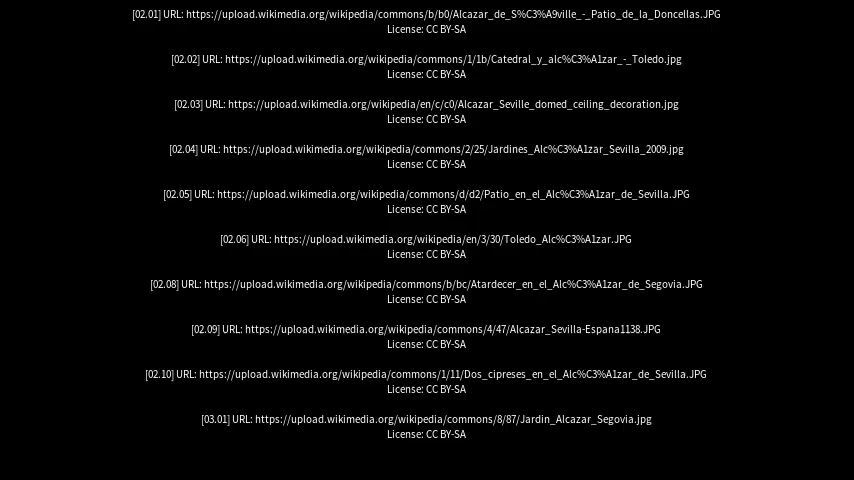 [02.01] URL: https://upload.wikimedia.org/wikipedia/commons/b/b0/Alcazar_de_S%C3%A9ville_-_Patio_de_la_Doncellas.JPG
License: CC BY-SA
[02.02] URL: https://upload.wikimedia.org/wikipedia/commons/1/1b/Catedral_y_alc%C3%A1zar_-_Toledo.jpg
License: CC BY-SA
[02.03] URL: https://upload.wikimedia.org/wikipedia/en/c/c0/Alcazar_Seville_domed_ceiling_decoration.jpg
License: CC BY-SA
[02.04] URL: https://upload.wikimedia.org/wikipedia/commons/2/25/Jardines_Alc%C3%A1zar_Sevilla_2009.jpg
License: CC BY-SA
[02.05] URL: https://upload.wikimedia.org/wikipedia/commons/d/d2/Patio_en_el_Alc%C3%A1zar_de_Sevilla.JPG
License: CC BY-SA
[02.06] URL: https://upload.wikimedia.org/wikipedia/en/3/30/Toledo_Alc%C3%A1zar.JPG
License: CC BY-SA
[02.08] URL: https://upload.wikimedia.org/wikipedia/commons/b/bc/Atardecer_en_el_Alc%C3%A1zar_de_Segovia.JPG
License: CC BY-SA
[02.09] URL: https://upload.wikimedia.org/wikipedia/commons/4/47/Alcazar_Sevilla-Espana1138.JPG
License: CC BY-SA
[02.10] URL: https://upload.wikimedia.org/wikipedia/commons/1/11/Dos_cipreses_en_el_Alc%C3%A1zar_de_Sevilla.JPG
License: CC BY-SA
[03.01] URL: https://upload.wikimedia.org/wikipedia/commons/8/87/Jardin_Alcazar_Segovia.jpg
License: CC BY-SA